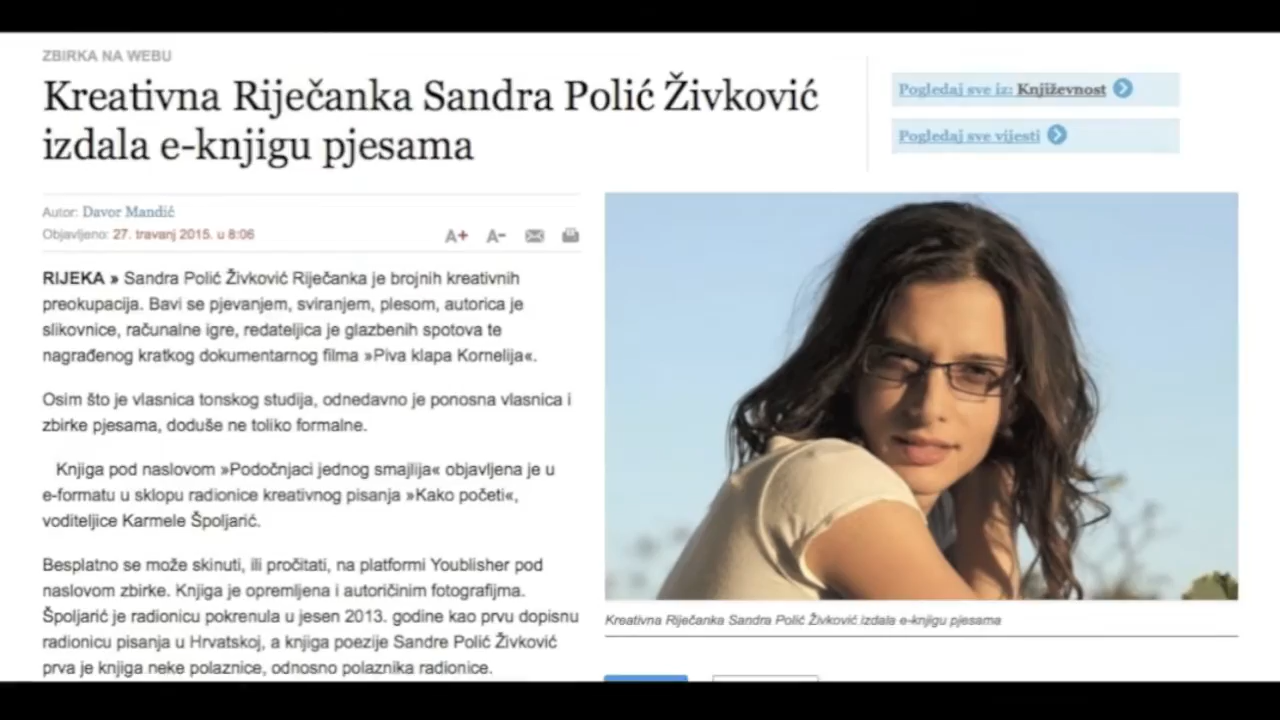 ZBIRKA NA WEBU
Kreativna Riječanka Sandra Polić Živković
izdala e-knjigu pjesama
Pogledaj sve iz: Književnost
Pogledaj sve vijesti
Autor: Davor Mandić
Objavljeno: 27. travanj 2015. u 8:06
A+ A-
RIJEKA » Sandra Polić Živković Riječanka je brojnih kreativnih
preokupacija. Bavi se pjevanjem, sviranjem, plesom, autorica je
slikovnice, računalne igre, redateljica je glazbenih spotova te
nagrađenog kratkog dokumentarnog filma »Piva klapa Kornelija«.
Osim što je vlasnica tonskog studija, odnedavno je ponosna vlasnica i
zbirke pjesama, doduše ne toliko formalne.
Knjiga pod naslovom »Podočnjaci jednog smajlija« objavljena je u
e-formatu u sklopu radionice kreativnog pisanja »Kako početi«,
voditeljice Karmele Špoljarić.
Besplatno se može skinuti, ili pročitati, na platformi Youblisher pod
naslovom zbirke. Knjiga je opremljena i autoričinim fotografijma.
Špoljarić je radionicu pokrenula u jesen 2013. godine kao prvu dopisnu
radionicu pisanja u Hrvatskoj, a knjiga poezije Sandre Polić Živković
prva je knjiga neke polaznice, odnosno polaznika radionice.
Kreativna Riječanka Sandra Polić Živković izdala e-knjigu pjesama